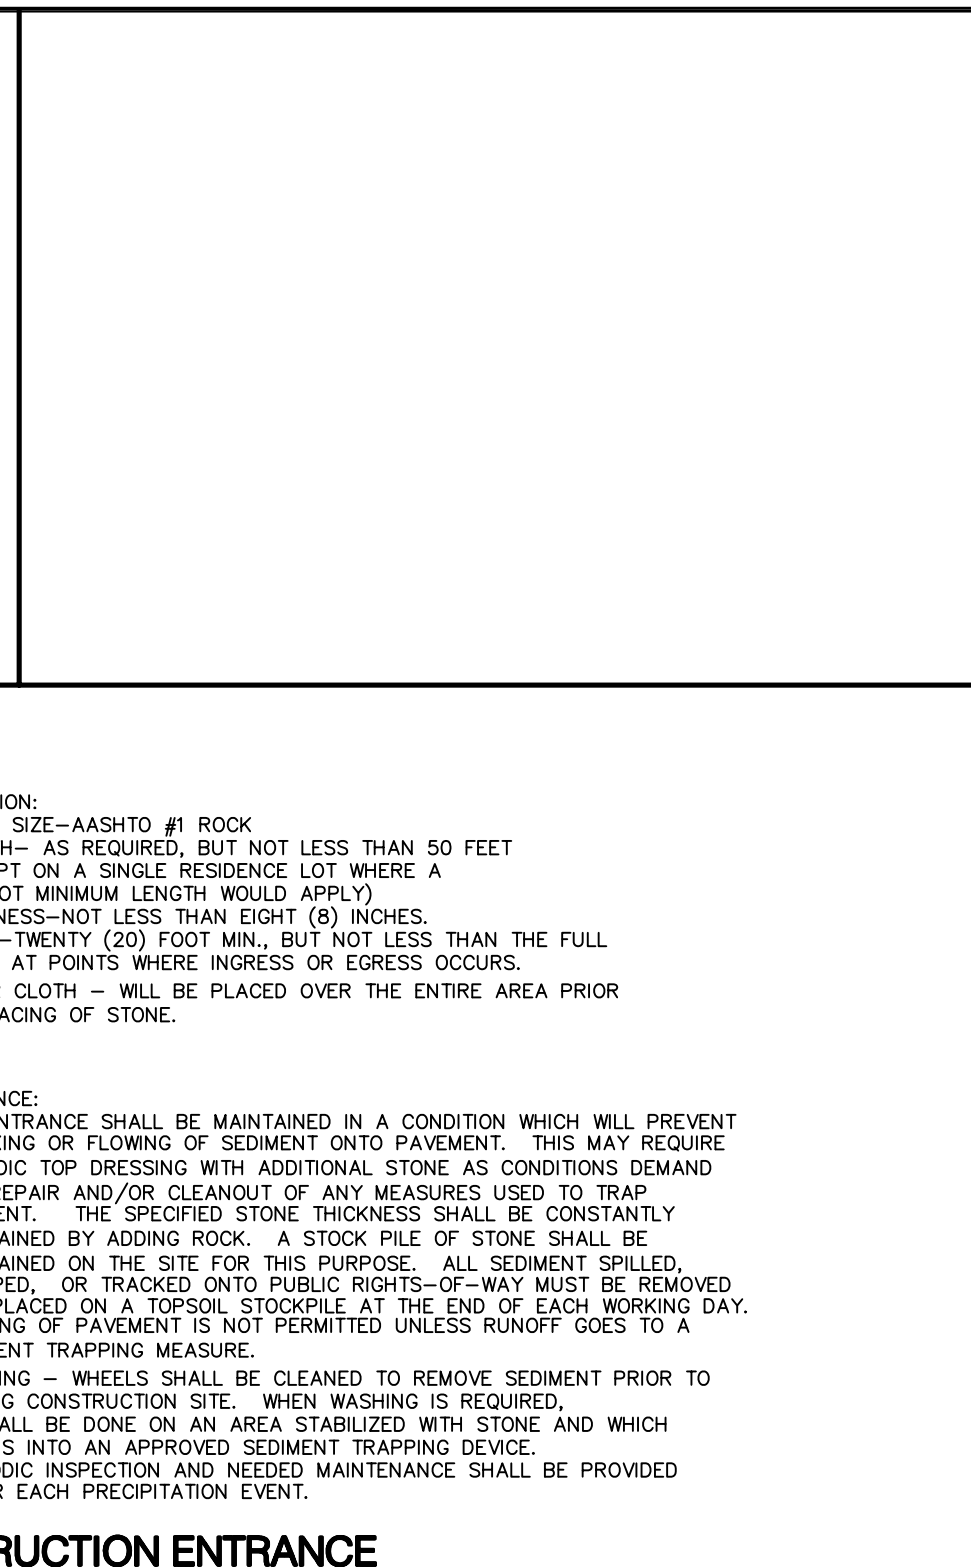 ION:
SIZE–AASHTO #1 ROCK
H– AS REQUIRED, BUT NOT LESS THAN 50 FEET
PT ON A SINGLE RESIDENCE LOT WHERE A
OT MINIMUM LENGTH WOULD APPLY)
NESS–NOT LESS THAN EIGHT (8) INCHES.
–TWENTY (20) FOOT MIN., BUT NOT LESS THAN THE FULL
AT POINTS WHERE INGRESS OR EGRESS OCCURS.
CLOTH – WILL BE PLACED OVER THE ENTIRE AREA PRIOR
ACING OF STONE.
NCE:
NTRANCE SHALL BE MAINTAINED IN A CONDITION WHICH WILL PREVENT
ING OR FLOWING OF SEDIMENT ONTO PAVEMENT. THIS MAY REQUIRE
DIC TOP DRESSING WITH ADDITIONAL STONE AS CONDITIONS DEMAND
REPAIR AND/OR CLEANOUT OF ANY MEASURES USED TO TRAP
ENT. THE SPECIFIED STONE THICKNESS SHALL BE CONSTANTLY
AINED BY ADDING ROCK. A STOCK PILE OF STONE SHALL BE
AINED ON THE SITE FOR THIS PURPOSE. ALL SEDIMENT SPILLED,
PED, OR TRACKED ONTO PUBLIC RIGHTS–OF–WAY MUST BE REMOVED
PLACED ON A TOPSOIL STOCKPILE AT THE END OF EACH WORKING DAY.
NG OF PAVEMENT IS NOT PERMITTED UNLESS RUNOFF GOES TO A
ENT TRAPPING MEASURE.
ING – WHEELS SHALL BE CLEANED TO REMOVE SEDIMENT PRIOR TO
G CONSTRUCTION SITE. WHEN WASHING IS REQUIRED,
ALL BE DONE ON AN AREA STABILIZED WITH STONE AND WHICH
S INTO AN APPROVED SEDIMENT TRAPPING DEVICE.
DIC INSPECTION AND NEEDED MAINTENANCE SHALL BE PROVIDED
R EACH PRECIPITATION EVENT.
RUCTION ENTRANCE